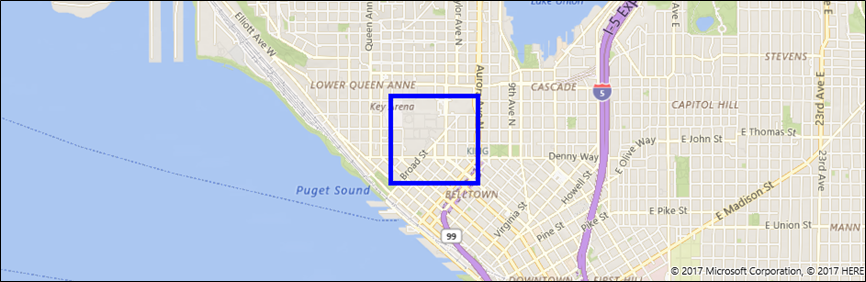 Lake Union
I-5 Exp
Elliott Ave W
Queen Anne
Aurora Ave N
9th Ave N
Ave E
STEVENS
23rd Ave E
LOWER QUEEN ANNE
CASCADE
5
Key Arena
CAPITOL HILL
E Thomas St
E John St
E Olive Way
Broad St
Denny Way
23rd Ave
Puget Sound
BELLTOWN
Howell St
E Madison St
Virginia St
Pine St
Pike St
E Pike St
E Union St
MANN
99
DOWNTOWN
FIRST HILL
© 2017 Microsoft Corporation, © 2017 HERE